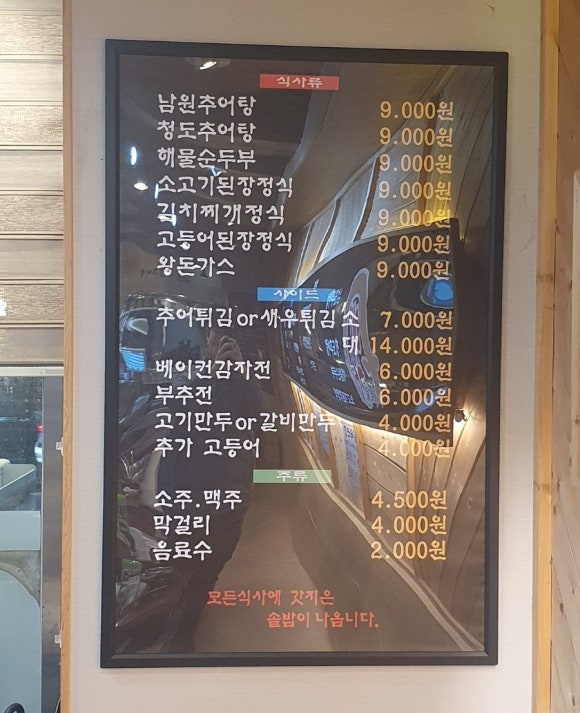 식사류
남원추어탕 9.000원
청도추어탕 9.000원
해물순두부 9.000원
소고기된장정식 9.000원
김치찌개정식 9.000원
고등어된장정식 9.000원
왕돈가스 9.000원
사이드
추어튀김or새우튀김 소 7.000원
대 14.000원
베이컨감자전 6.000원
부추전 6.000원
고기만두or갈비만두 4.000원
추가 고등어 4.000원
주류
소주.맥주 4.500원
막걸리 4.000원
음료수 2.000원
모든식사에 갓지은
솥밥이 나옵니다.